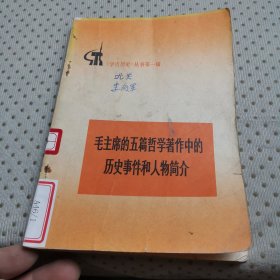 《学点历史》丛书第一辑
毛主席的五篇哲学著作中的
历史事件和人物简介